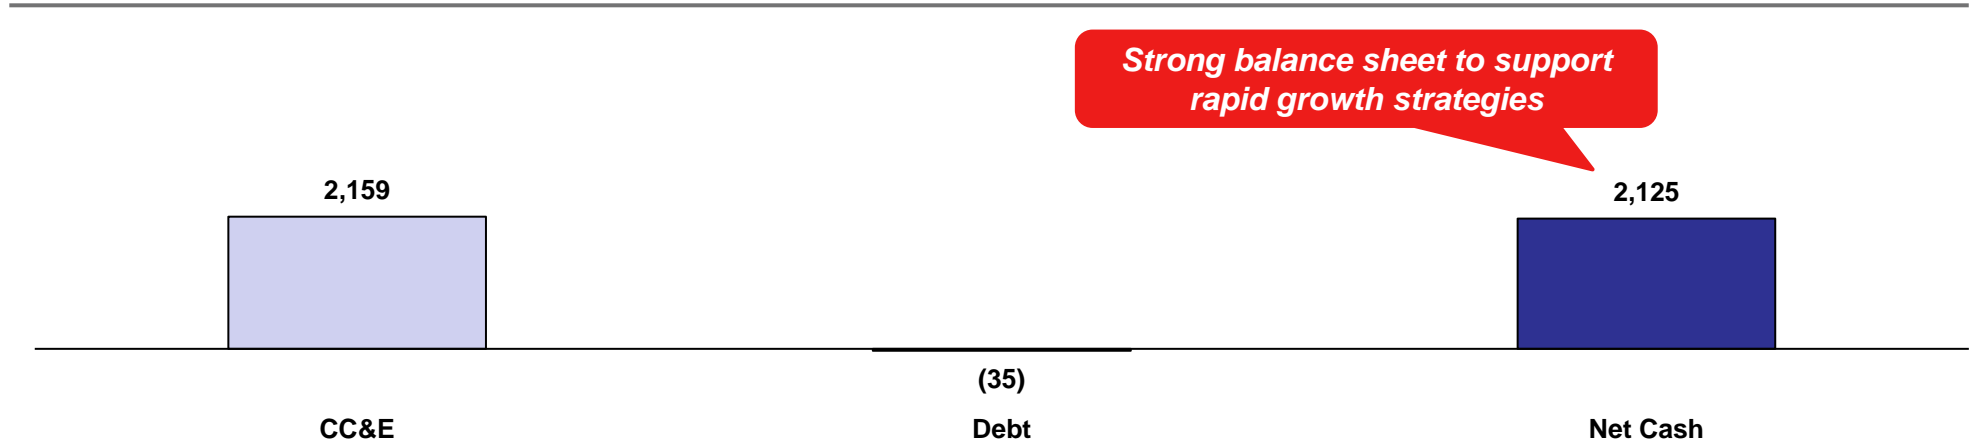 Strong balance sheet to support
rapid growth strategies
2,159
2,125
(35)
CC&E
Debt
Net Cash